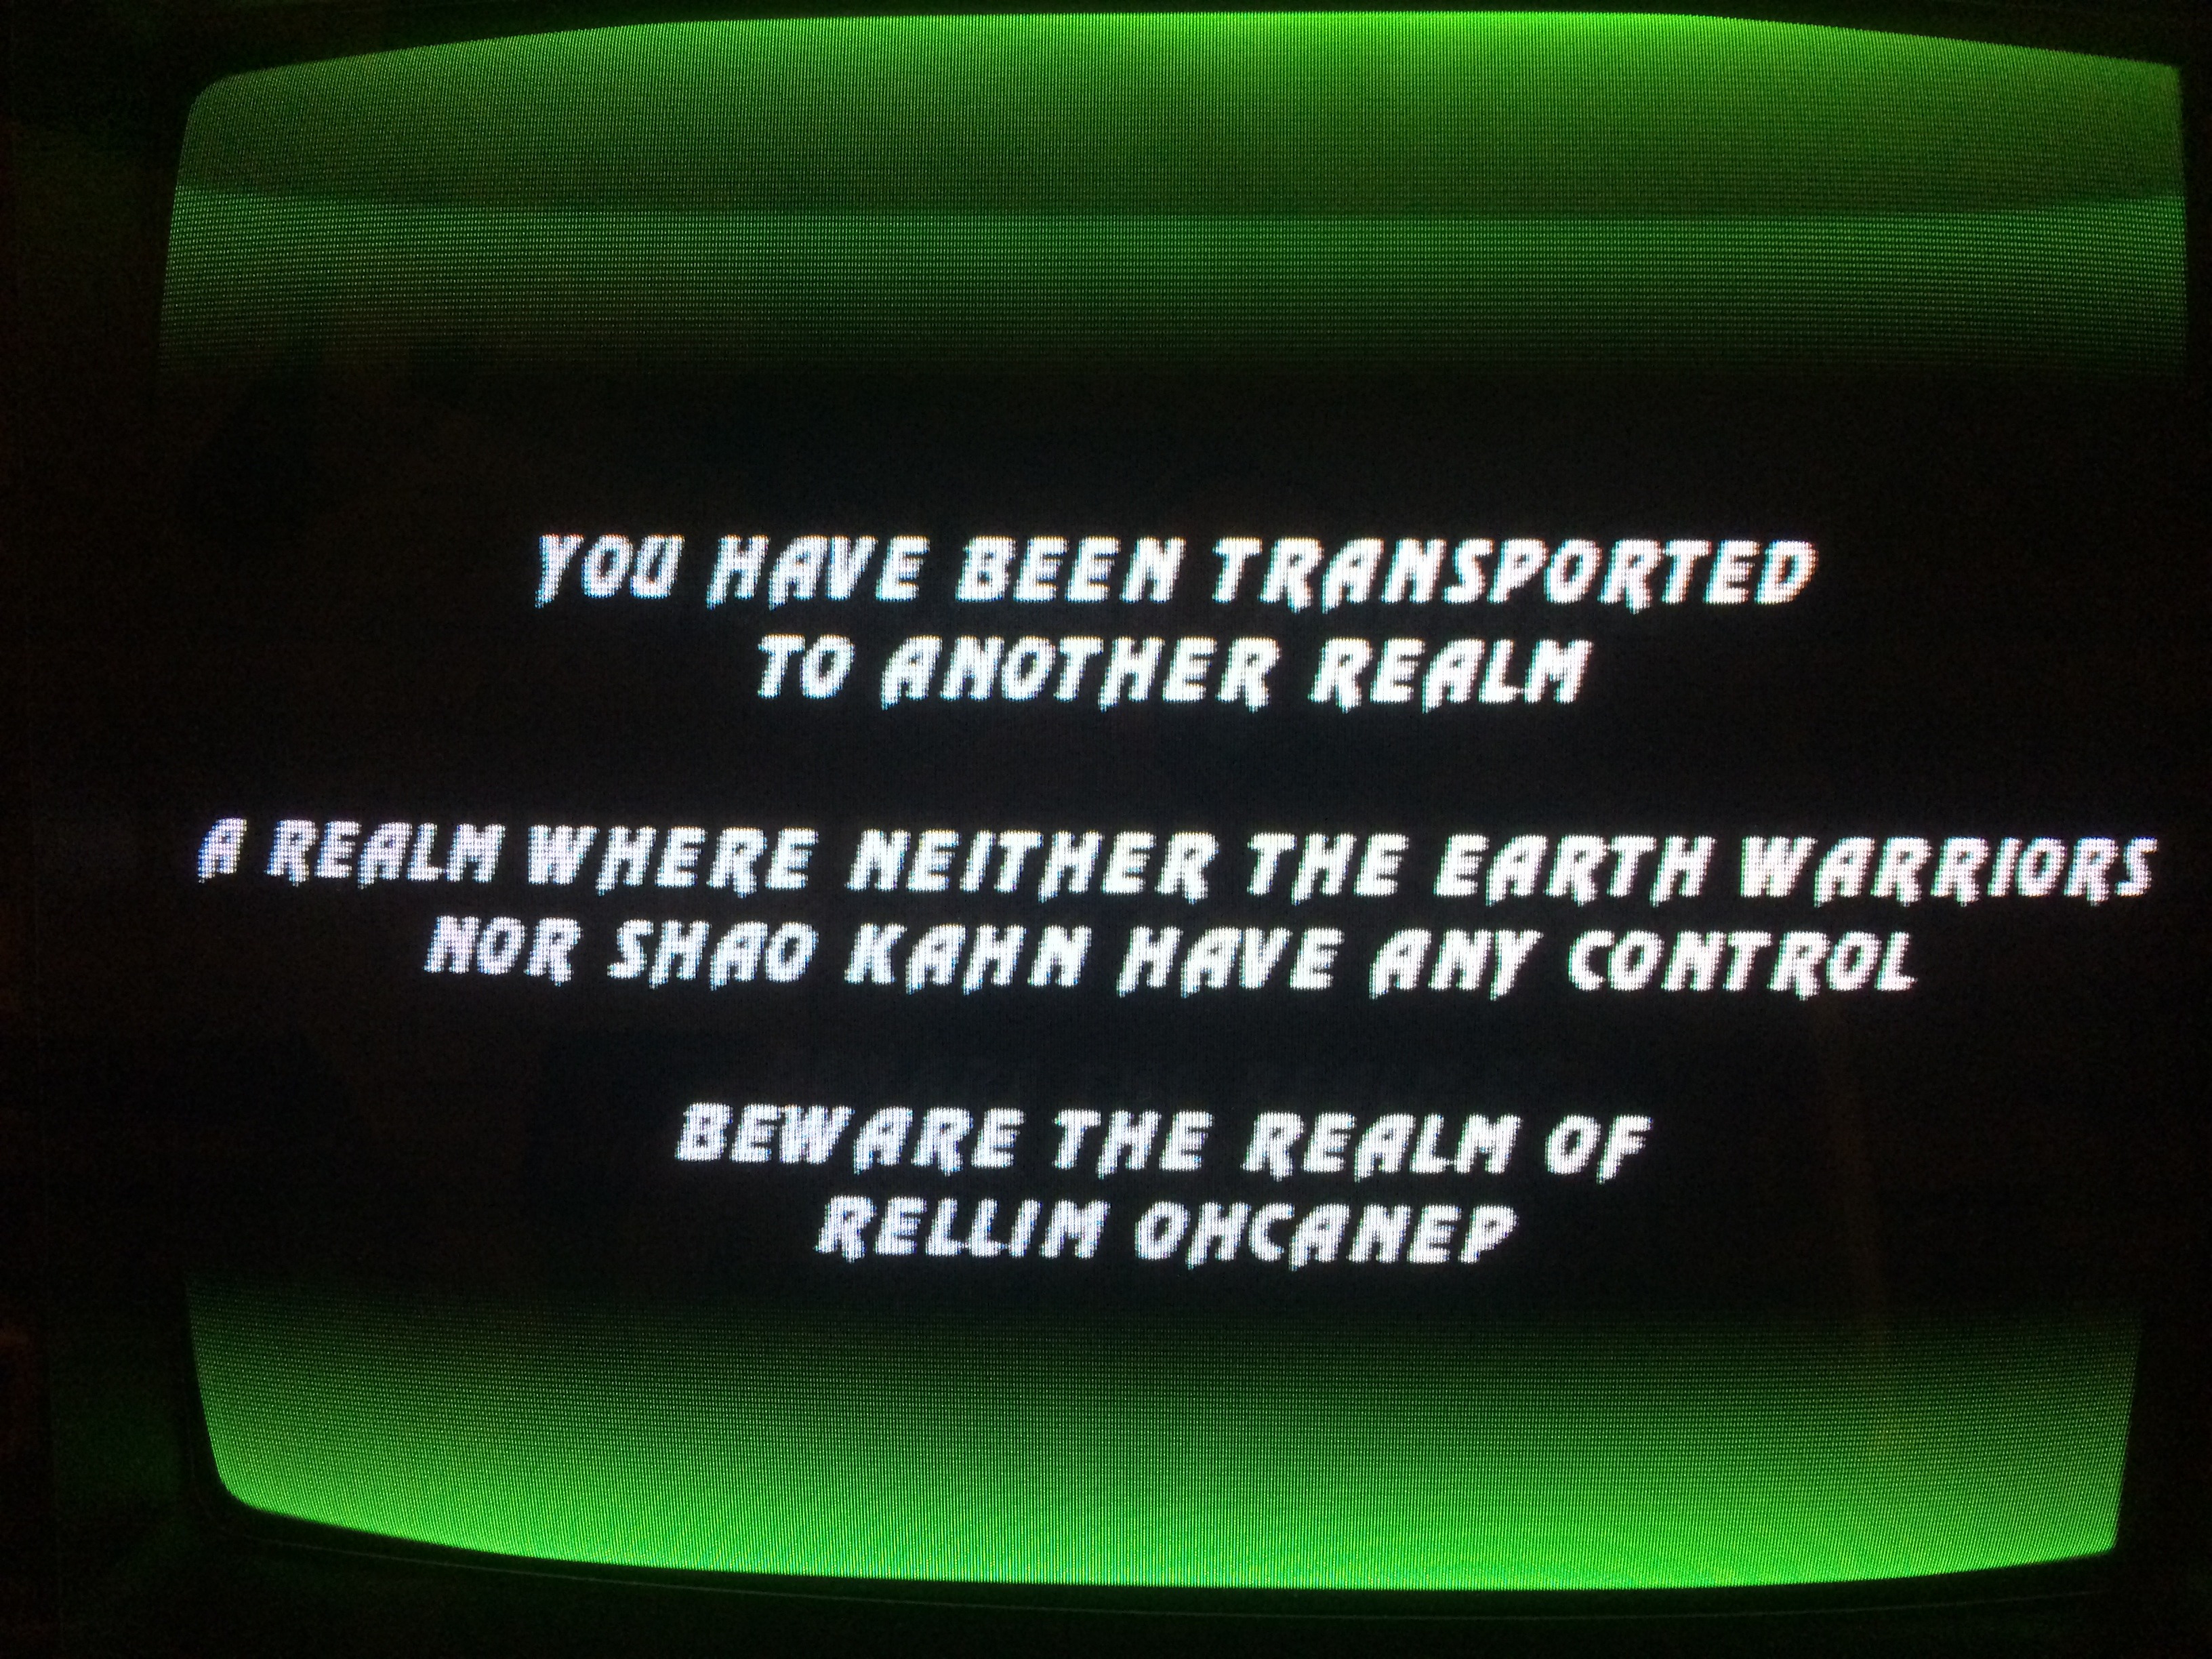 YOU HAVE BEEN TRANSPORTED
TO ANOTHER REALM
A REALM WHERE NEITHER THE EARTH WARRIORS
NOR SHAO KAHN HAVE ANY CONTROL
BEWARE THE REALM OF
RELLIM OHCANEP